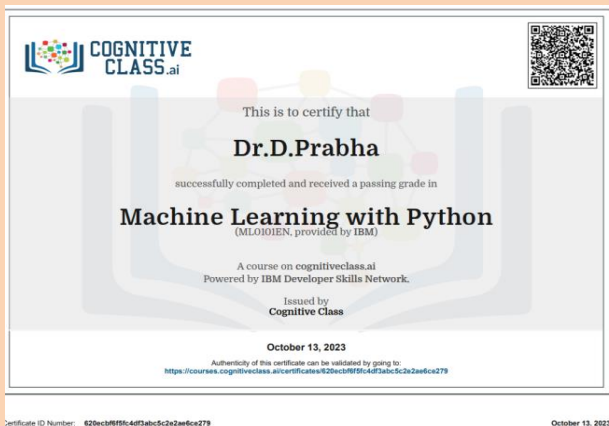 COGNITIVE
CLASS.ai
This is to certify that
Dr.D.Prabha
successfully completed and received a passing grade in
Machine Learning with Python
(ML0101EN, provided by IBM)
A course on cognitiveclass.ai
Powered by IBM Developer Skills Network.
Issued by
Cognitive Class
October 13, 2023
Authenticity of this certificate can be validated by going to:
https://courses.cognitiveclass.ai/certificates/620ecbf6f5fc4df3abc5c2e2ae6ce279
Certificate ID Number: 620ecbf6f5fc4df3abc5c2e2ae6ce279
October 13, 2023